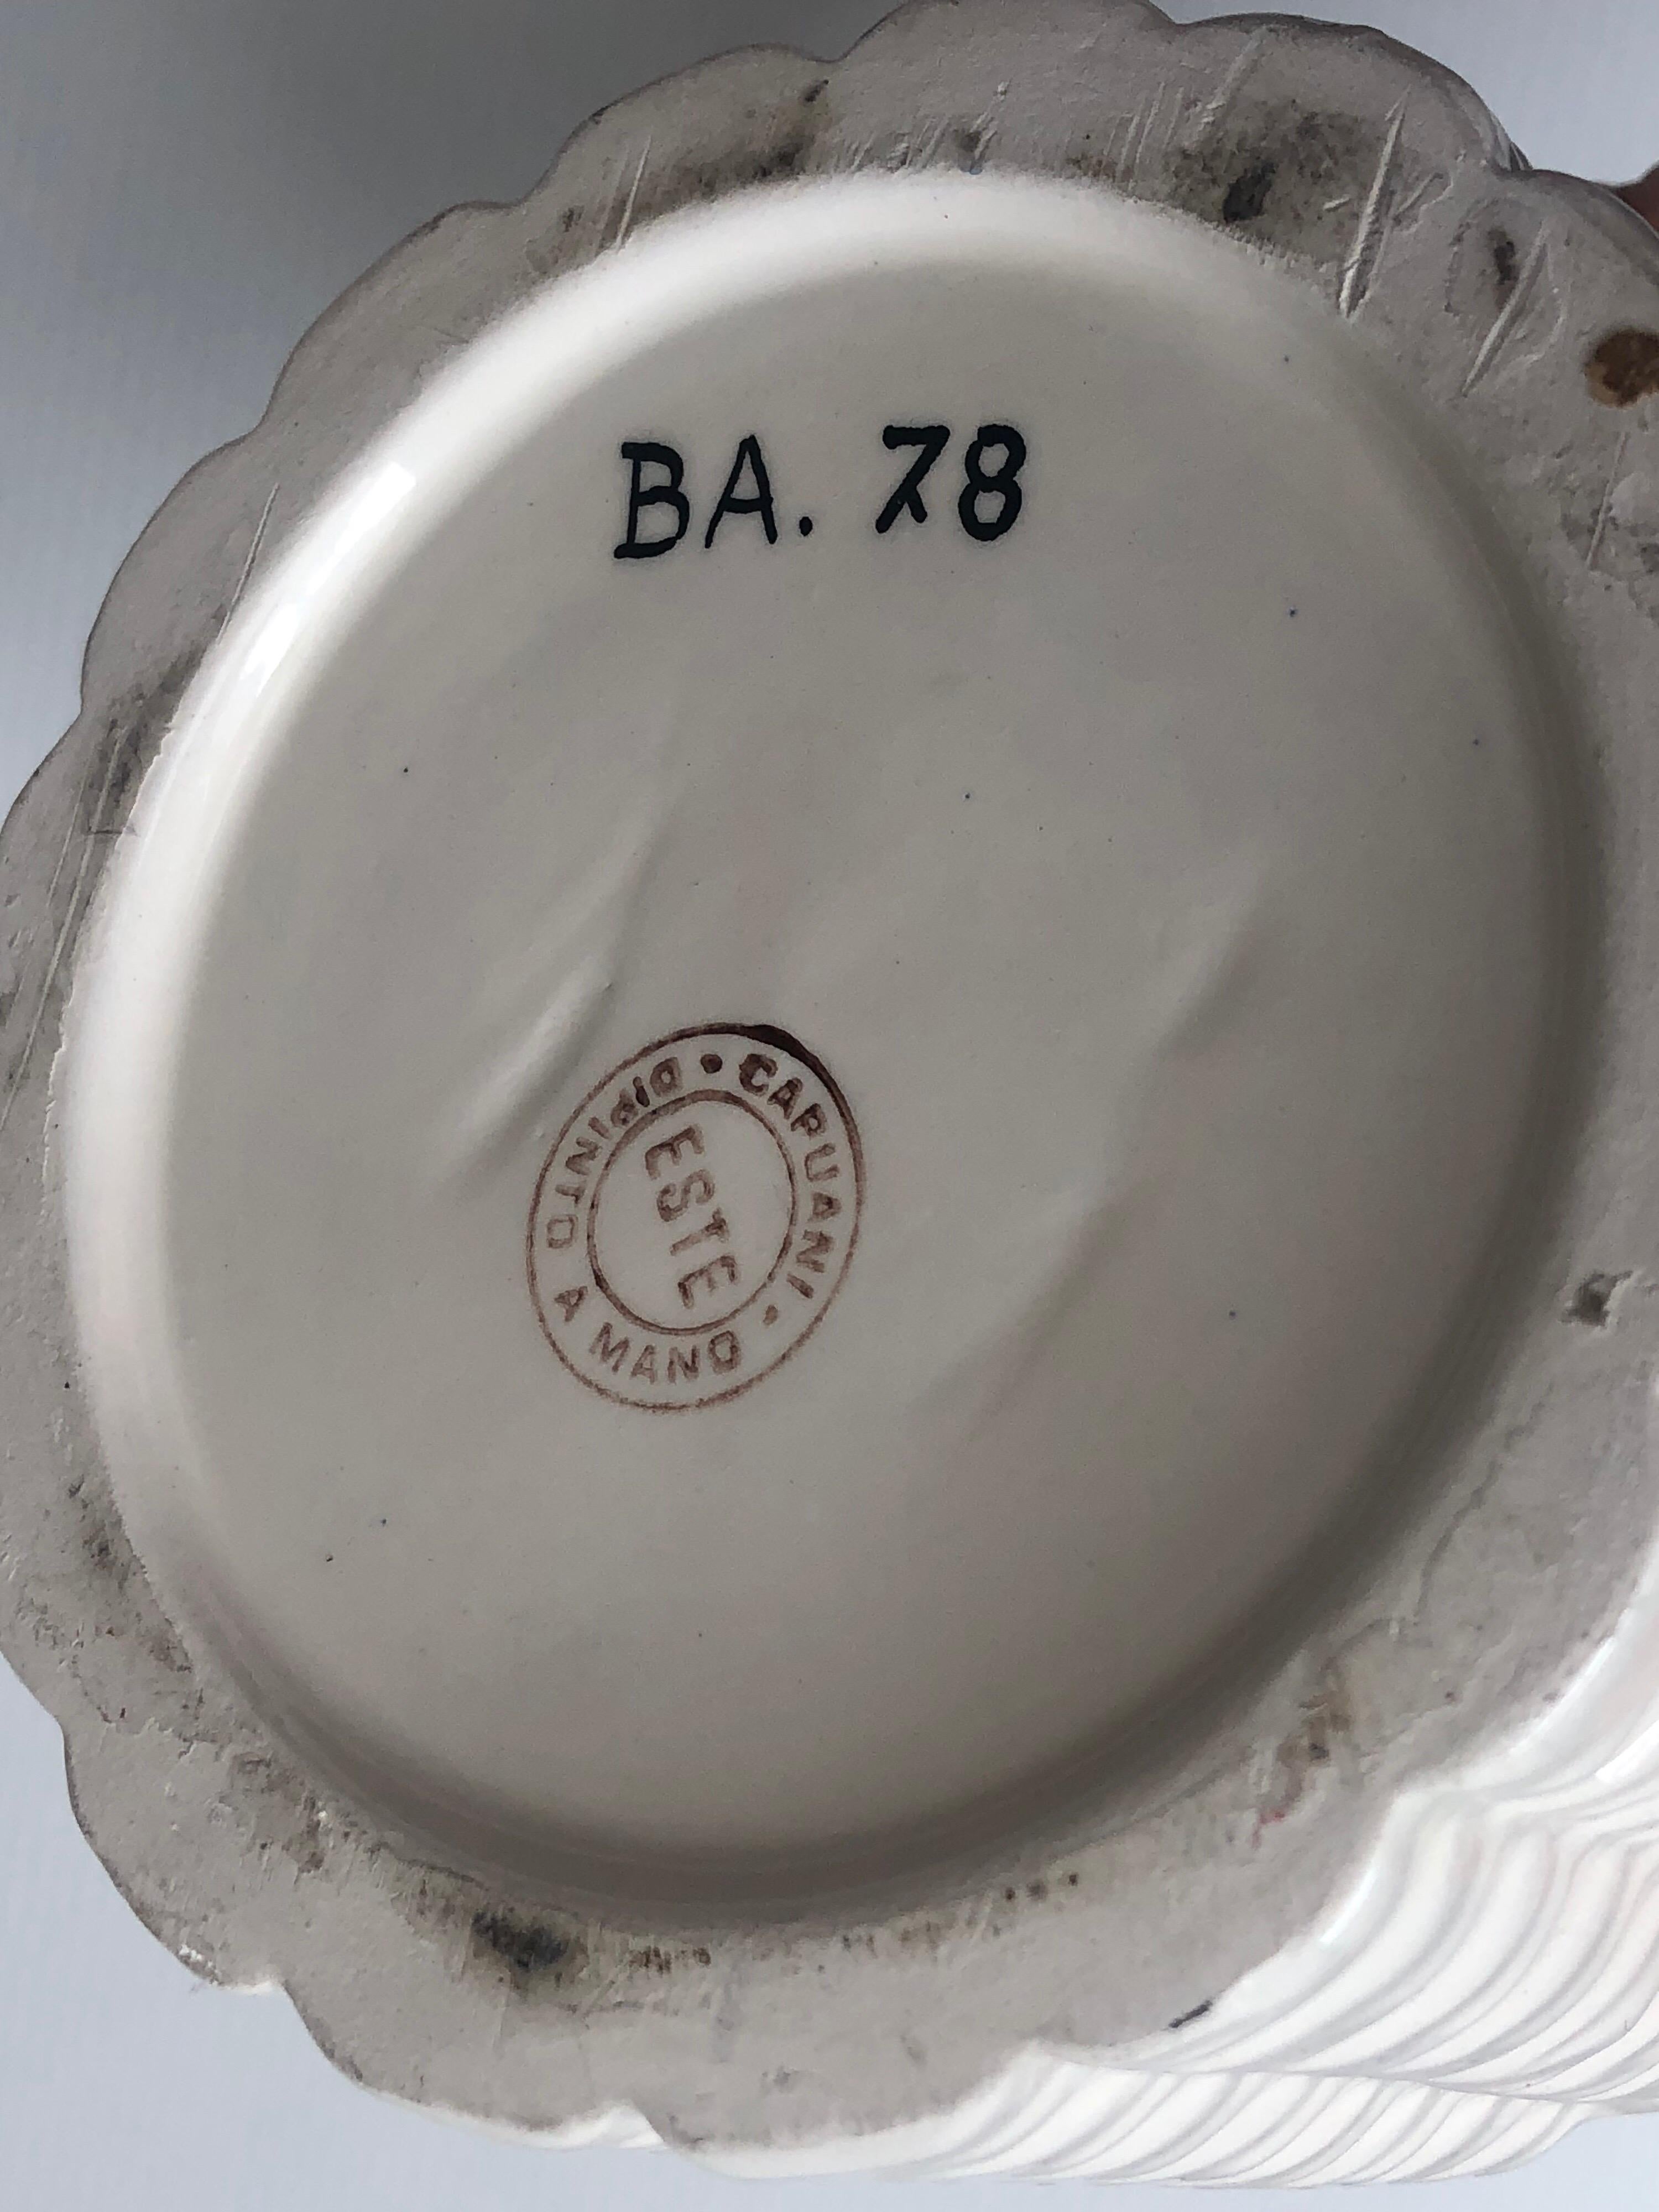 BA. 78
CAPUANI • DIPINTO A MANO •
ESTE